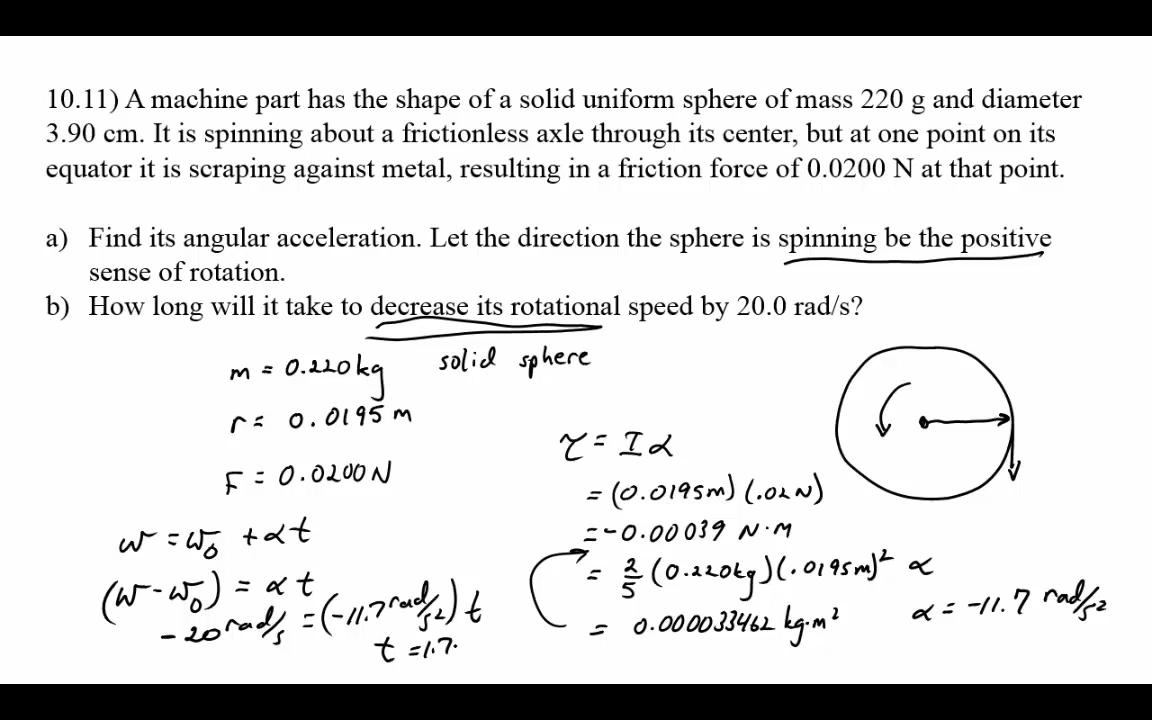 10.11) A machine part has the shape of a solid uniform sphere of mass 220 g and diameter
3.90 cm. It is spinning about a frictionless axle through its center, but at one point on its
equator it is scraping against metal, resulting in a friction force of 0.0200 N at that point.
a) Find its angular acceleration. Let the direction the sphere is spinning be the positive
sense of rotation.
b) How long will it take to decrease its rotational speed by 20.0 rad/s?
m = 0.220kg
solid sphere
r = 0.0195 m
F = 0.0200N
τ = Iα
= (0.0195m) (.02N)
= -0.00039 N·m
= 2/5 (0.220kg)(.0195m)² α
= 0.000033462 kg·m²
α = -11.7 rad/s²
ω = ω₀ + αt
(ω - ω₀) = αt
-20 rad/s = (-11.7 rad/s²) t
t = 1.7.